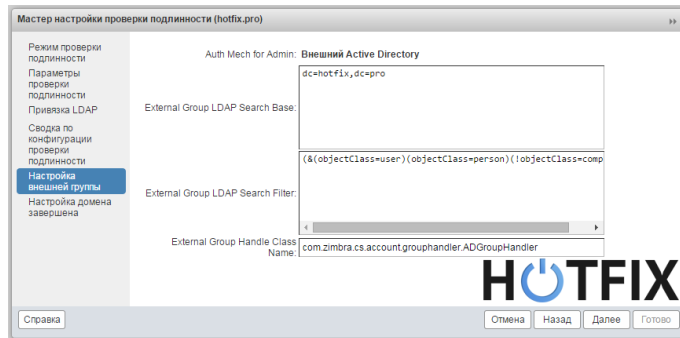 Мастер настройки проверки подлинности (hotfix.pro)
Режим проверки
подлинности
Параметры
проверки
подлинности
Привязка LDAP
Сводка по
конфигурации
проверки
подлинности
Настройка
внешней группы
Настройка домена
завершена
Auth Mech for Admin: Внешний Active Directory
External Group LDAP Search Base:
dc=hotfix,dc=pro
External Group LDAP Search Filter:
(&(objectClass=user)(objectClass=person)(!objectClass=comp
External Group Handle Class
Name:
com.zimbra.cs.account.grouphandler.ADGroupHandler
HOTFIX
Справка
Отмена Назад Далее Готово